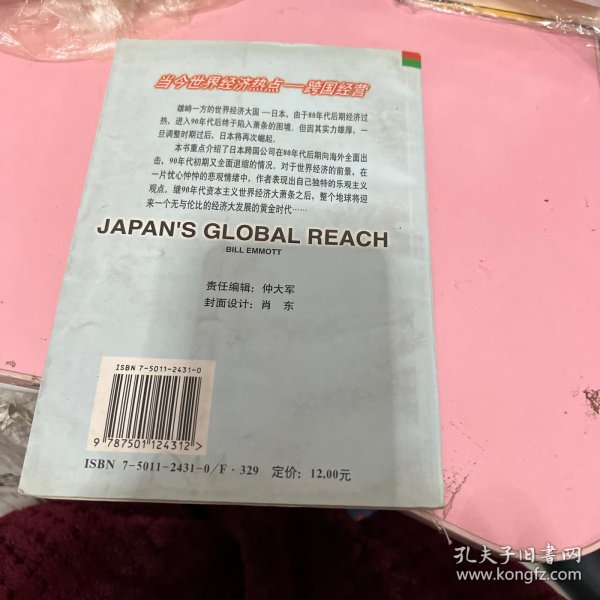 当今世界经济热点——跨国经营
雄峙一方的世界经济大国—日本，由于80年代后期经济过
热，进入90年代后终于陷入萧条的困境，但因其实力雄厚，一
旦调整时期过后，日本将再次崛起。
本书重点介绍了日本跨国公司在80年代后期向海外全面出
击，90年代初期又全面退缩的情况。对于世界经济的前景，在
一片忧心忡忡的悲观情绪中，作者表现出自己独特的乐观主义
观点。继90年代资本主义世界经济大萧条之后，整个地球将迎
来一个无与伦比的经济大发展的黄金时代……
JAPAN'S GLOBAL REACH
BILL EMMOTT
责任编辑：仲大军
封面设计：肖 东
ISBN 7-5011-2431-0
9 787501 124312 >
ISBN 7-5011-2431-0/F·329 定价：12.00元
孔夫子旧书网
www.kongfz.com